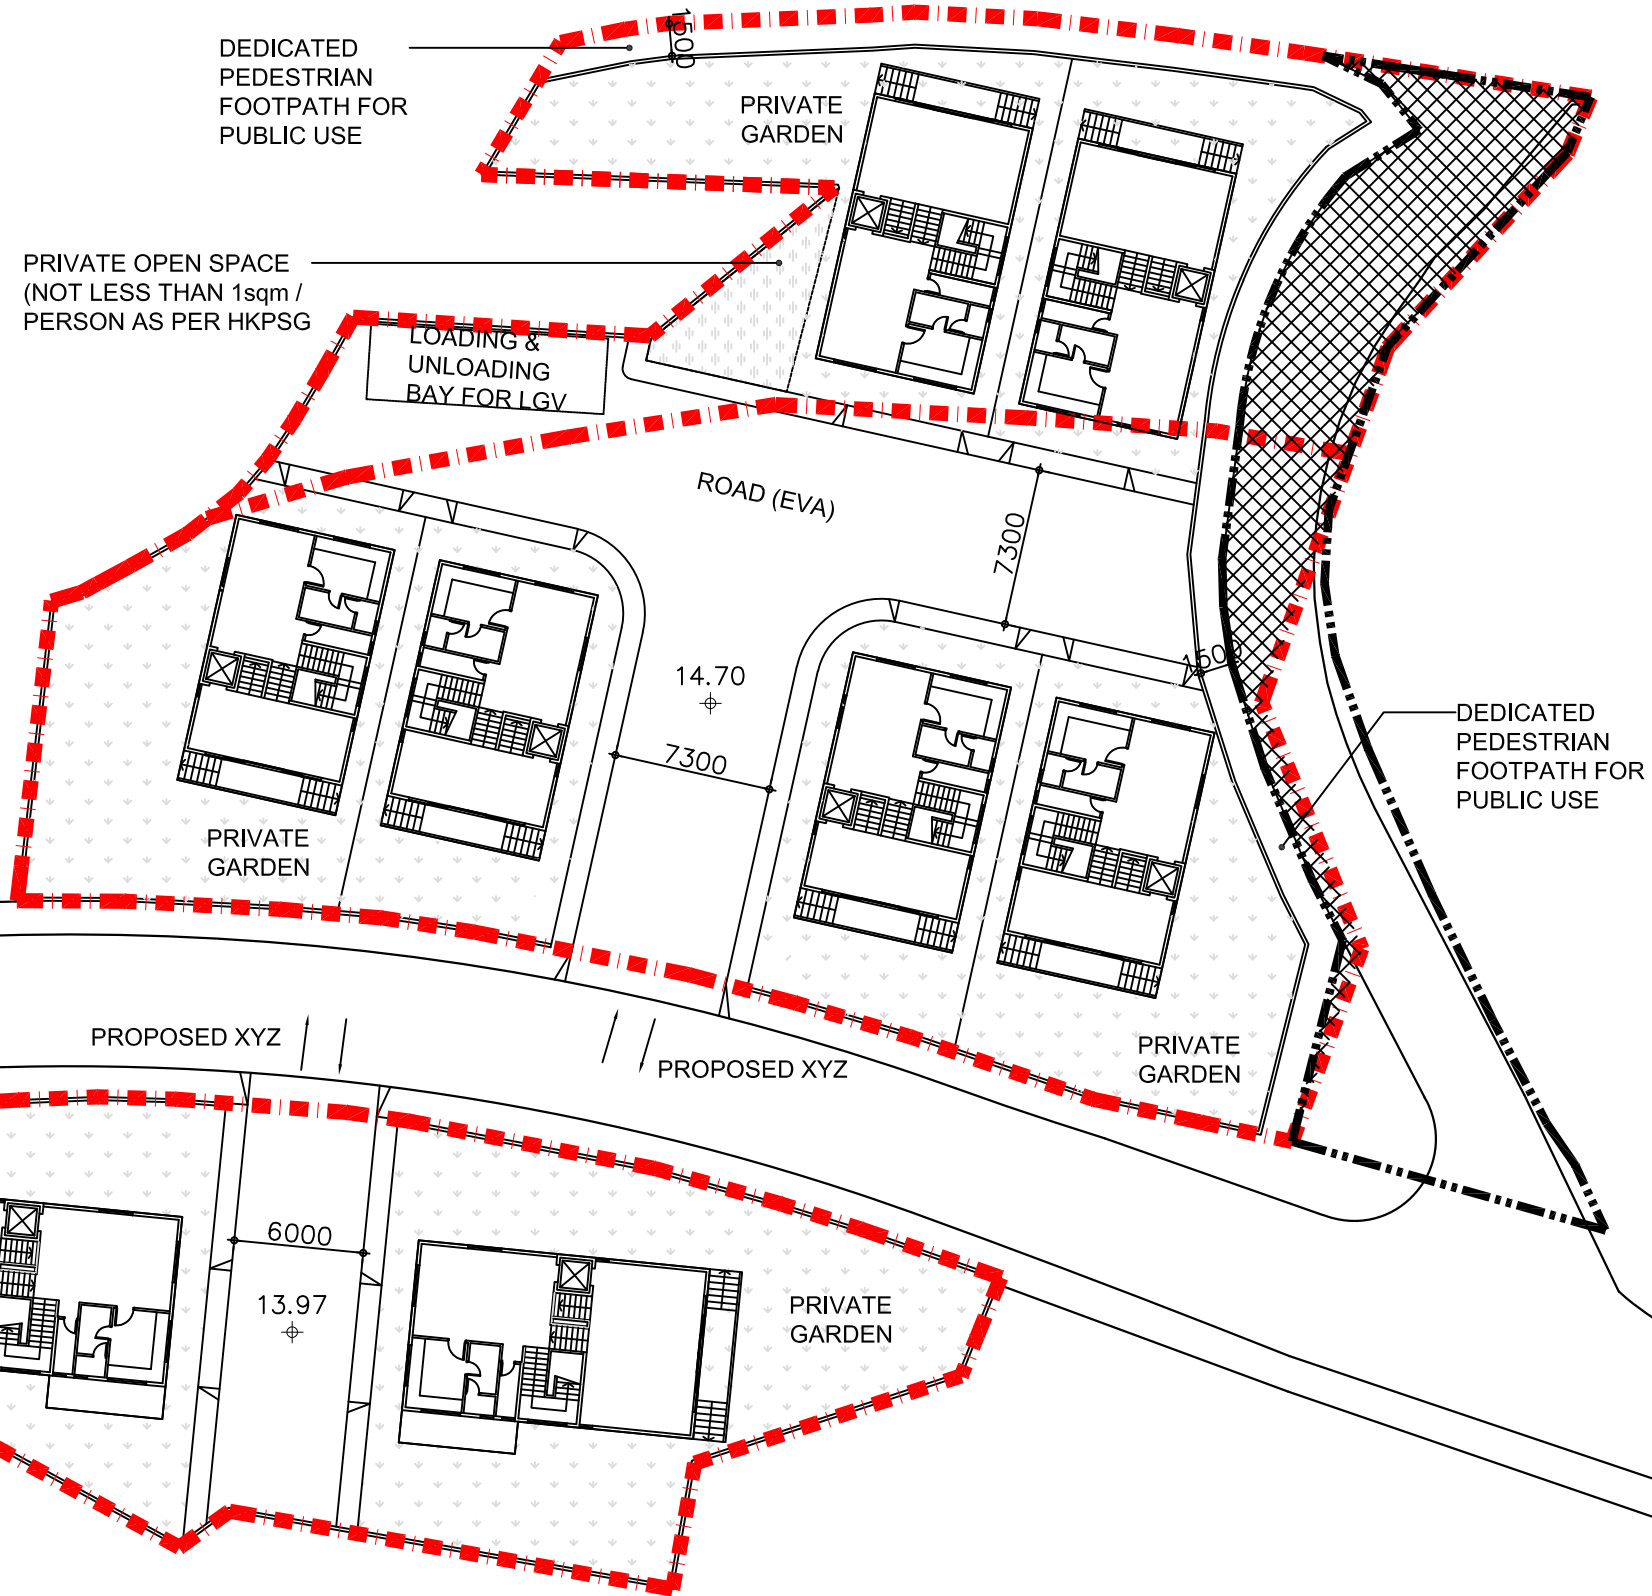 DEDICATED
PEDESTRIAN
FOOTPATH FOR
PUBLIC USE
1500
PRIVATE
GARDEN
PRIVATE OPEN SPACE
(NOT LESS THAN 1sqm /
PERSON AS PER HKPSG
LOADING &
UNLOADING
BAY FOR LGV
ROAD (EVA)
7300
1500
14.70
7300
DEDICATED
PEDESTRIAN
FOOTPATH FOR
PUBLIC USE
PRIVATE
GARDEN
PROPOSED XYZ
PROPOSED XYZ
PRIVATE
GARDEN
6000
13.97
PRIVATE
GARDEN